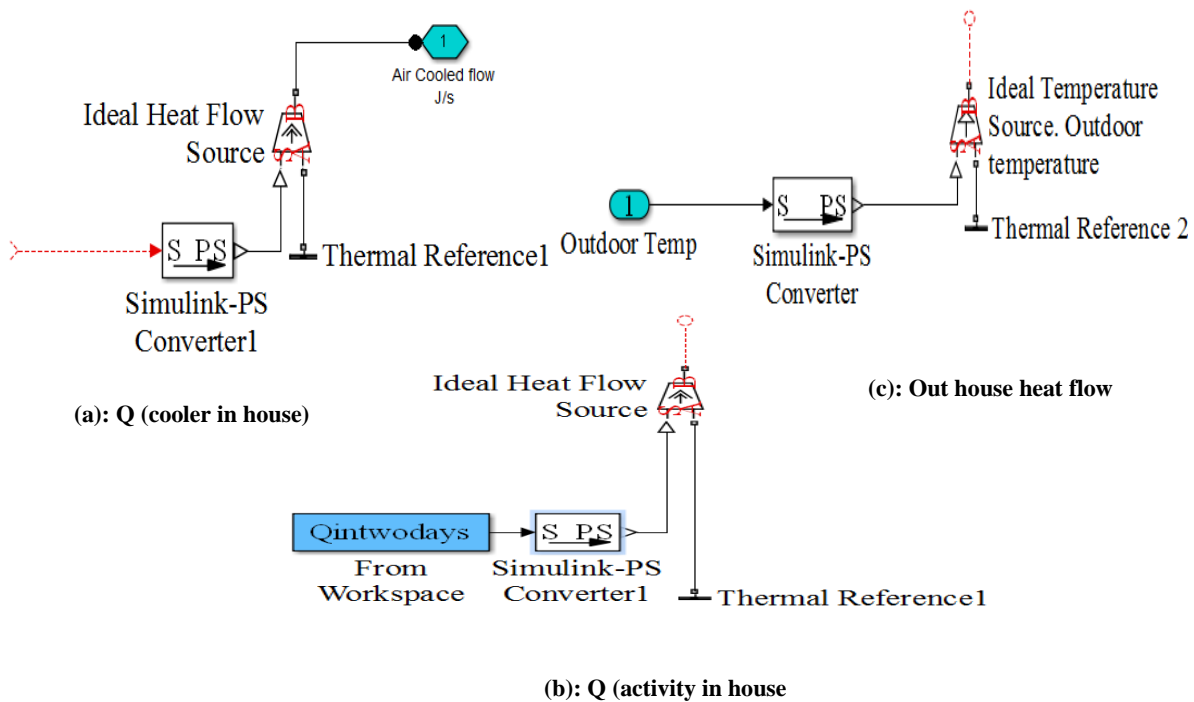 1
Air Cooled flow
J/s
Ideal Heat Flow
Source
B
S
A
S PS
Thermal Reference1
Simulink-PS
Converter1
(a): Q (cooler in house)
Ideal Temperature
Source. Outdoor
temperature
B
S
A
1
Outdoor Temp
S PS
Simulink-PS
Converter
Thermal Reference 2
(c): Out house heat flow
Ideal Heat Flow
Source
B
S
A
Qintwodays
From
Workspace
S PS
Simulink-PS
Converter1
Thermal Reference1
(b): Q (activity in house